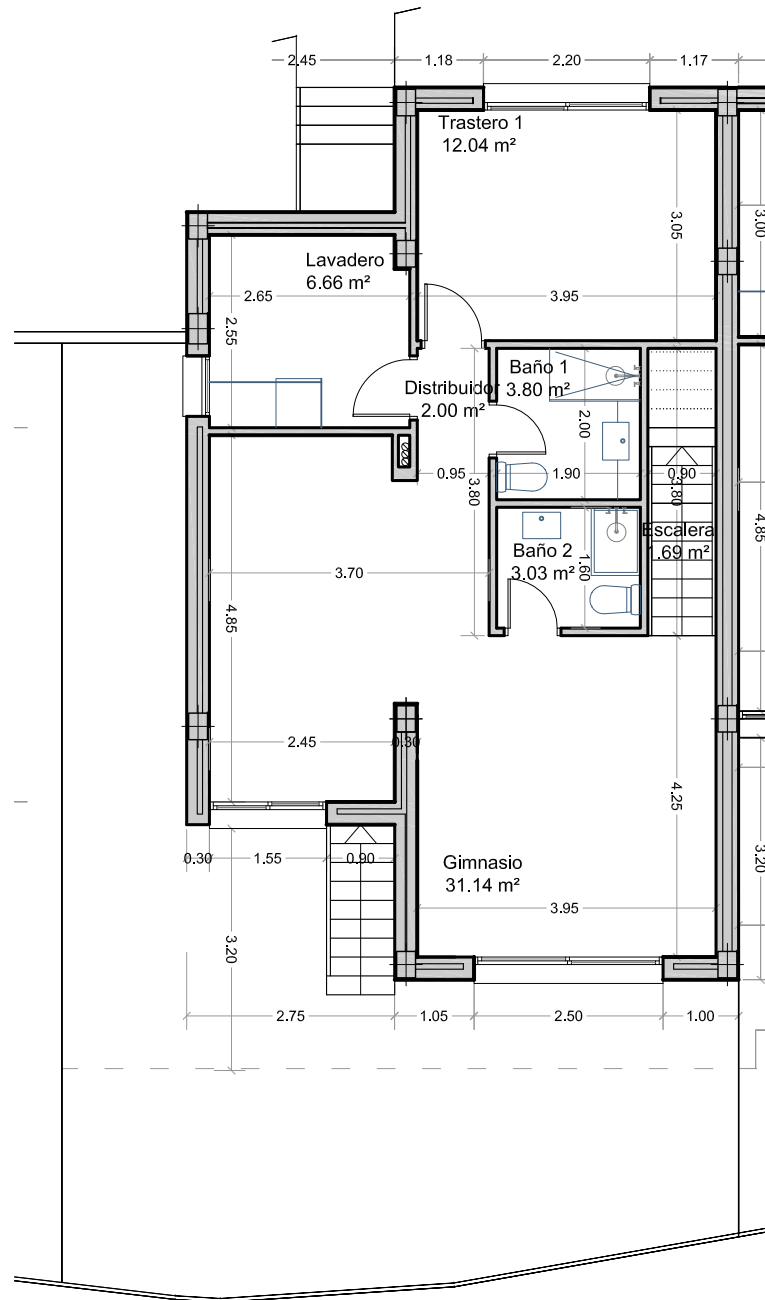 2.45
1.18
2.20
1.17
Trastero 1
12.04 m²
3.05
3.00
Lavadero
6.66 m²
2.65
3.95
2.55
Distribuidor
2.00 m²
Baño 1
3.80 m²
2.00
0.95
1.90
0.90
3.80
3.80
4.85
Escalera
1.69 m²
Baño 2
3.03 m²
1.60
3.70
4.85
2.45
0.30
4.25
0.30
1.55
0.90
Gimnasio
31.14 m²
3.20
3.95
3.20
2.75
1.05
2.50
1.00